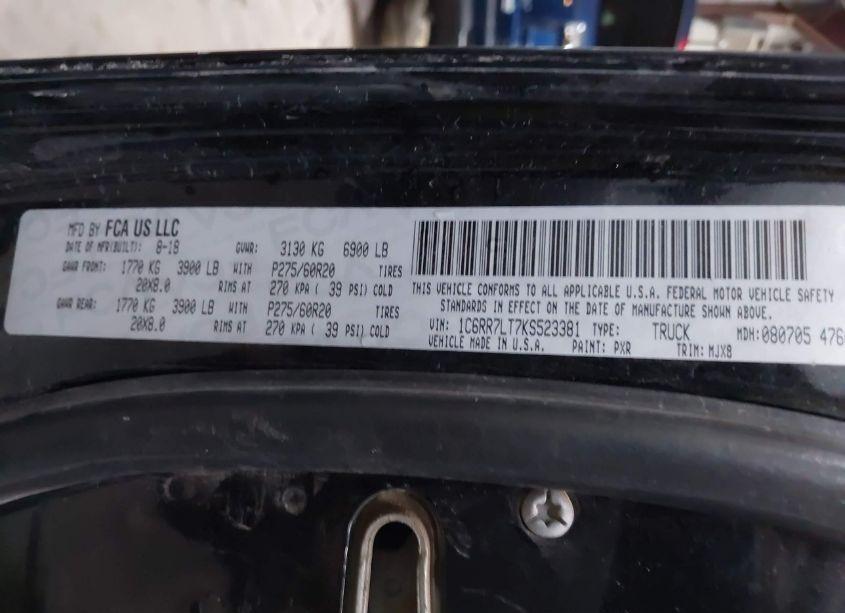 MFD BY FCA US LLC
DATE OF MFR(BUILT): 8-18 GVWR: 3130 KG 6900 LB
GAWR FRONT: 1770 KG 3900 LB WITH P275/60R20 TIRES
20X8.0 RIMS AT 270 KPA ( 39 PSI) COLD
GAWR REAR: 1770 KG 3900 LB WITH P275/60R20 TIRES
20X8.0 RIMS AT 270 KPA ( 39 PSI) COLD
THIS VEHICLE CONFORMS TO ALL APPLICABLE U.S.A. FEDERAL MOTOR VEHICLE SAFETY
STANDARDS IN EFFECT ON THE DATE OF MANUFACTURE SHOWN ABOVE.
VIN: 1C6RR7LT7KS523381 TYPE: TRUCK MDH: 080705 476
VEHICLE MADE IN U.S.A. PAINT: PXR TRIM: MJX8